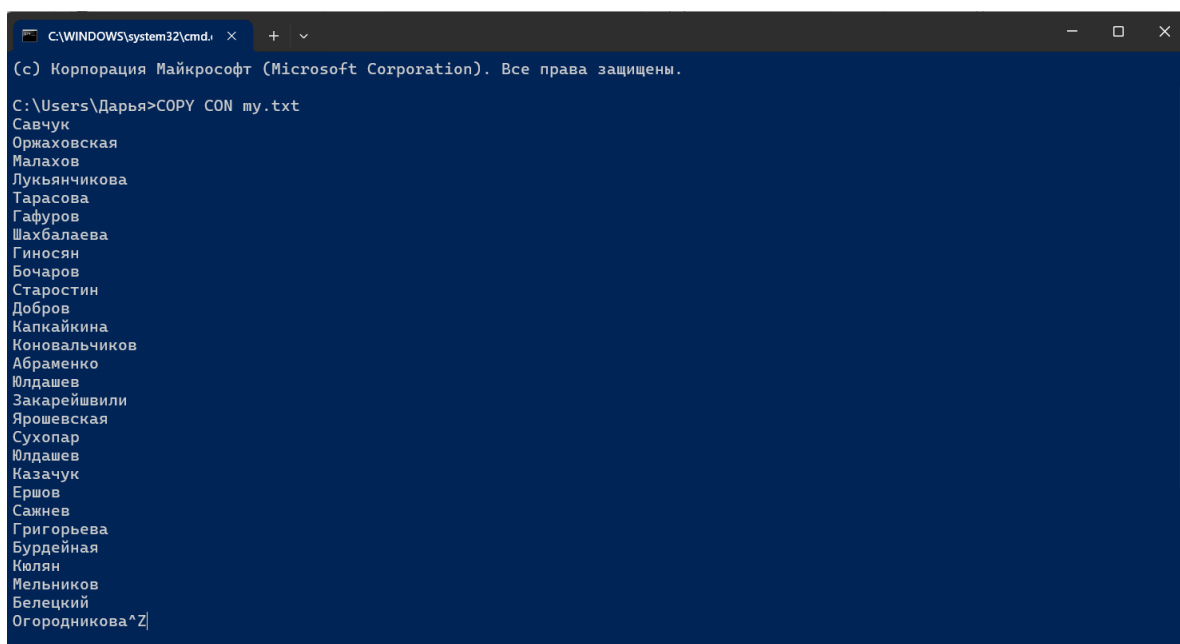 C:\WINDOWS\system32\cmd.
(c) Корпорация Майкрософт (Microsoft Corporation). Все права защищены.
C:\Users\Дарья>COPY CON my.txt
Савчук
Оржаховская
Малахов
Лукьянчикова
Тарасова
Гафуров
Шахбалаева
Гиносян
Бочаров
Старостин
Добров
Капкайкина
Коновальчиков
Абраменко
Юлдашев
Закарейшвили
Ярошевская
Сухопар
Юлдашев
Казачук
Ершов
Сажнев
Григорьева
Бурдейная
Кюлян
Мельников
Белецкий
Огородникова^Z